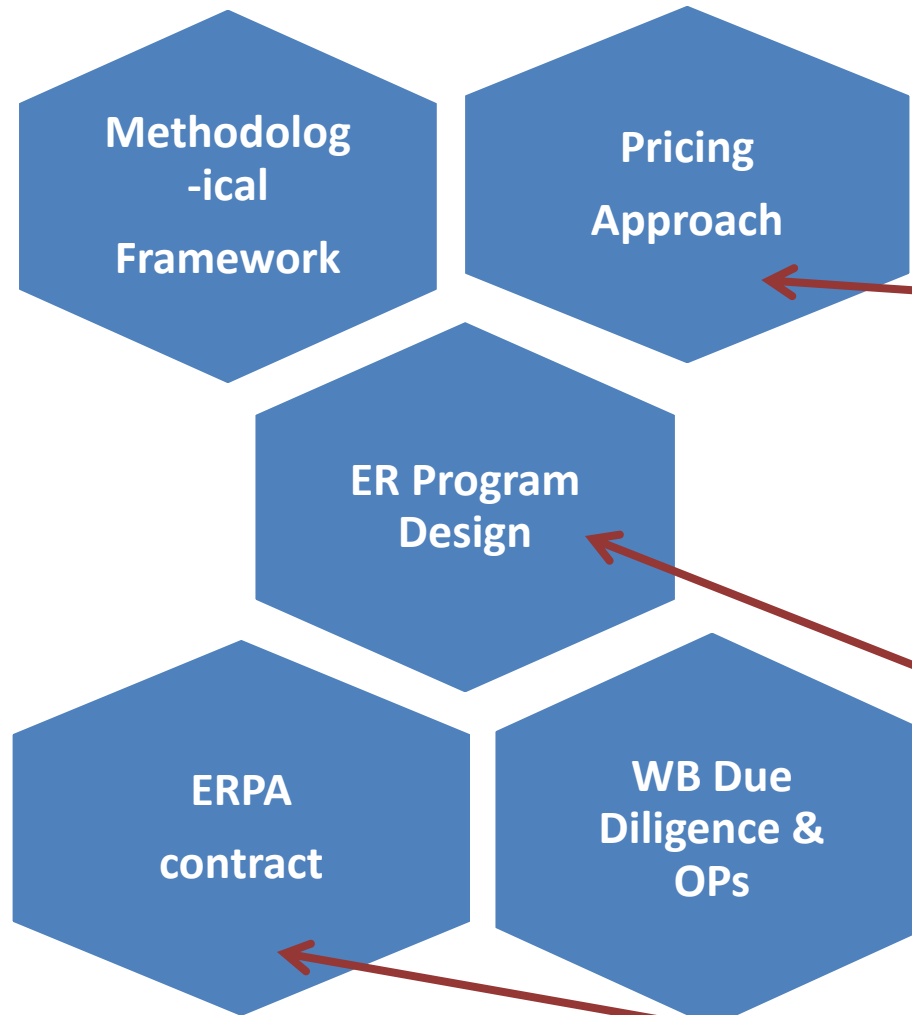 Methodolog
-ical
Framework
Pricing
Approach
ER Program
Design
ERPA
contract
WB Due
Diligence &
OPs